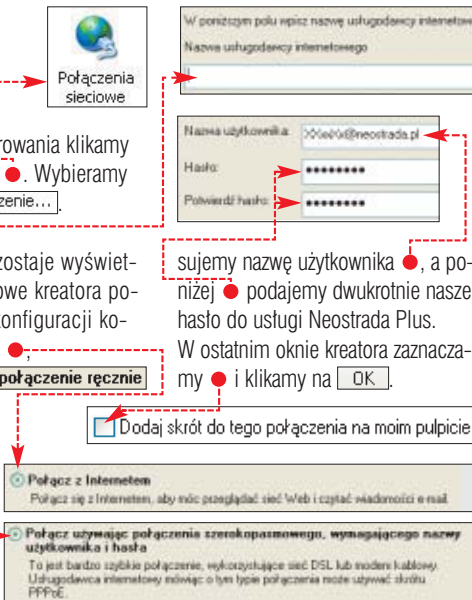 Połączenia
sieciowe
rowania klikamy
. Wybieramy
zenie... .
zostaje wyświet-
owe kreatora po-
konfiguracji ko-
,
połączenie ręcznie
W poniższym polu wpisz nazwę usługodawcy internetow
Nazwa usługodawcy internetowego
Nazwa użytkownika: @neostrada.pl
Hasło: ••••••••
Potwierdź hasło: ••••••••
sujemy nazwę użytkownika , a po-
niżej podajemy dwukrotnie nasze
hasło do usługi Neostrada Plus.
W ostatnim oknie kreatora zaznacza-
my i klikamy na OK .
Dodaj skrót do tego połączenia na moim pulpicie
Połącz z Internetem
Połącz się z Internetem, aby móc przeglądać sieć Web i czytać wiadomości e-mail.
Połącz używając połączenia szerokopasmowego, wymagającego nazwy
użytkownika i hasła
To jest bardzo szybkie połączenie, wykorzystujące sieć DSL lub modem kablowy.
Usługodawca internetowy mówiąc o tym typie połączenia może używać skrótu
PPPoE.